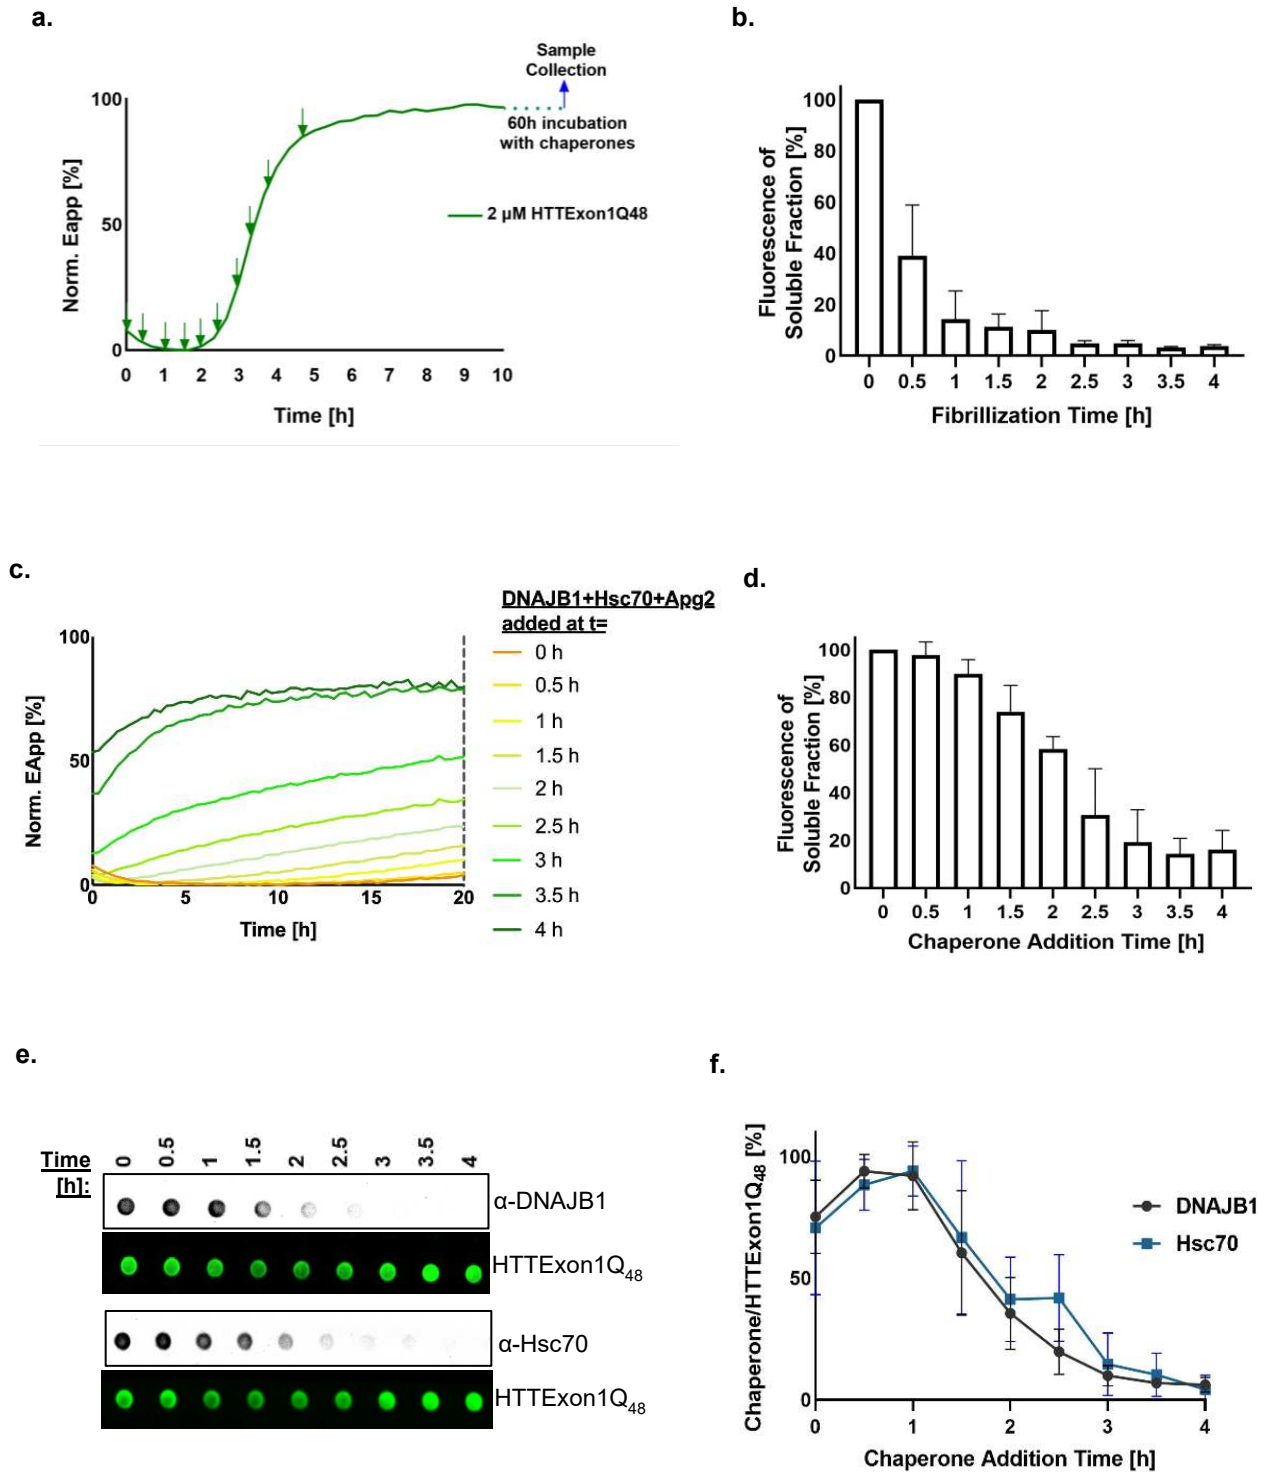 a.
Sample
Collection
100
50
0
Norm. Eapp [%]
60h incubation
with chaperones
2 µM HTTExon1Q48
0 1 2 3 4 5 6 7 8 9 10
Time [h]
b.
Fluorescence of
Soluble Fraction [%]
100
80
60
40
20
0
0 0.5 1 1.5 2 2.5 3 3.5 4
Fibrillization Time [h]
c.
Norm. EApp [%]
100
50
0
0 5 10 15 20
Time [h]
DNAJB1+Hsc70+Apg2
added at t=
0 h
0.5 h
1 h
1.5 h
2 h
2.5 h
3 h
3.5 h
4 h
d.
Fluorescence of
Soluble Fraction [%]
100
80
60
40
20
0
0 0.5 1 1.5 2 2.5 3 3.5 4
Chaperone Addition Time [h]
e.
Time
[h]:
0 0.5 1 1.5 2 2.5 3 3.5 4
α-DNAJB1
HTTExon1Q48
α-Hsc70
HTTExon1Q48
f.
Chaperone/HTTExon1Q48 [%]
100
50
0
0 1 2 3 4
Chaperone Addition Time [h]
DNAJB1
Hsc70